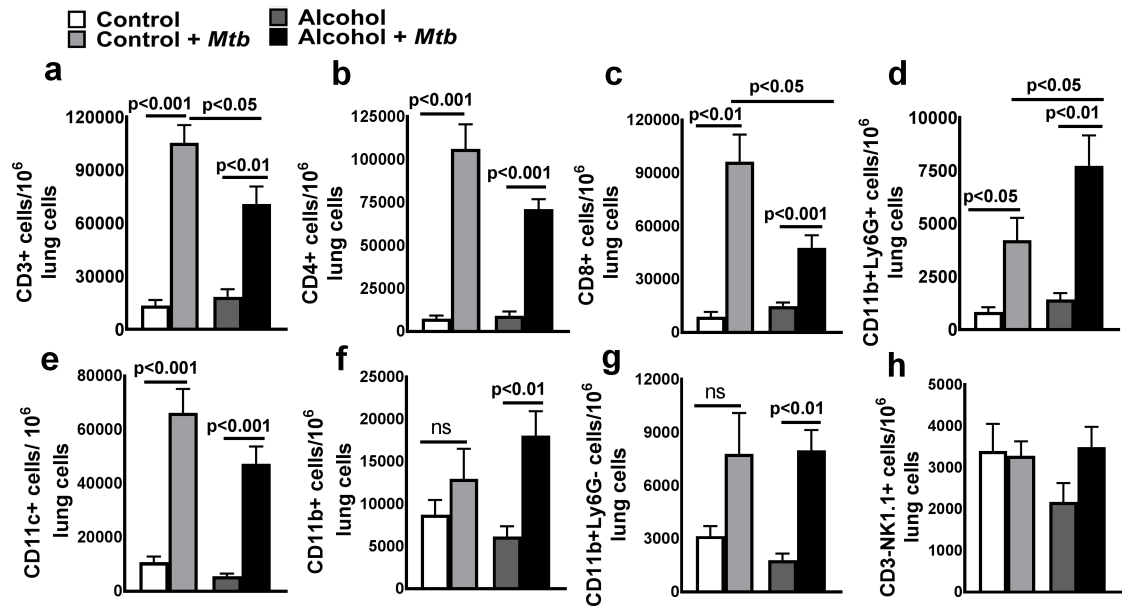 Control
Alcohol
Control + Mtb
Alcohol + Mtb
a
CD3+ cells/10⁶
lung cells
120000
90000
60000
30000
0
p<0.001
p<0.05
p<0.01
b
CD4+ cells/10⁶
lung cells
125000
100000
75000
50000
25000
0
p<0.001
p<0.001
c
CD8+ cells/10⁶
lung cells
120000
90000
60000
30000
0
p<0.05
p<0.01
p<0.001
d
CD11b+Ly6G+ cells/10⁶
lung cells
10000
7500
5000
2500
0
p<0.05
p<0.01
p<0.05
e
CD11c+ cells/ 10⁶
lung cells
80000
60000
40000
20000
0
p<0.001
p<0.001
f
CD11b+ cells/10⁶
lung cells
25000
20000
15000
10000
5000
0
ns
p<0.01
g
CD11b+Ly6G- cells/10⁶
lung cells
12000
9000
6000
3000
0
ns
p<0.01
h
CD3-NK1.1+ cells/10⁶
lung cells
5000
4000
3000
2000
1000
0